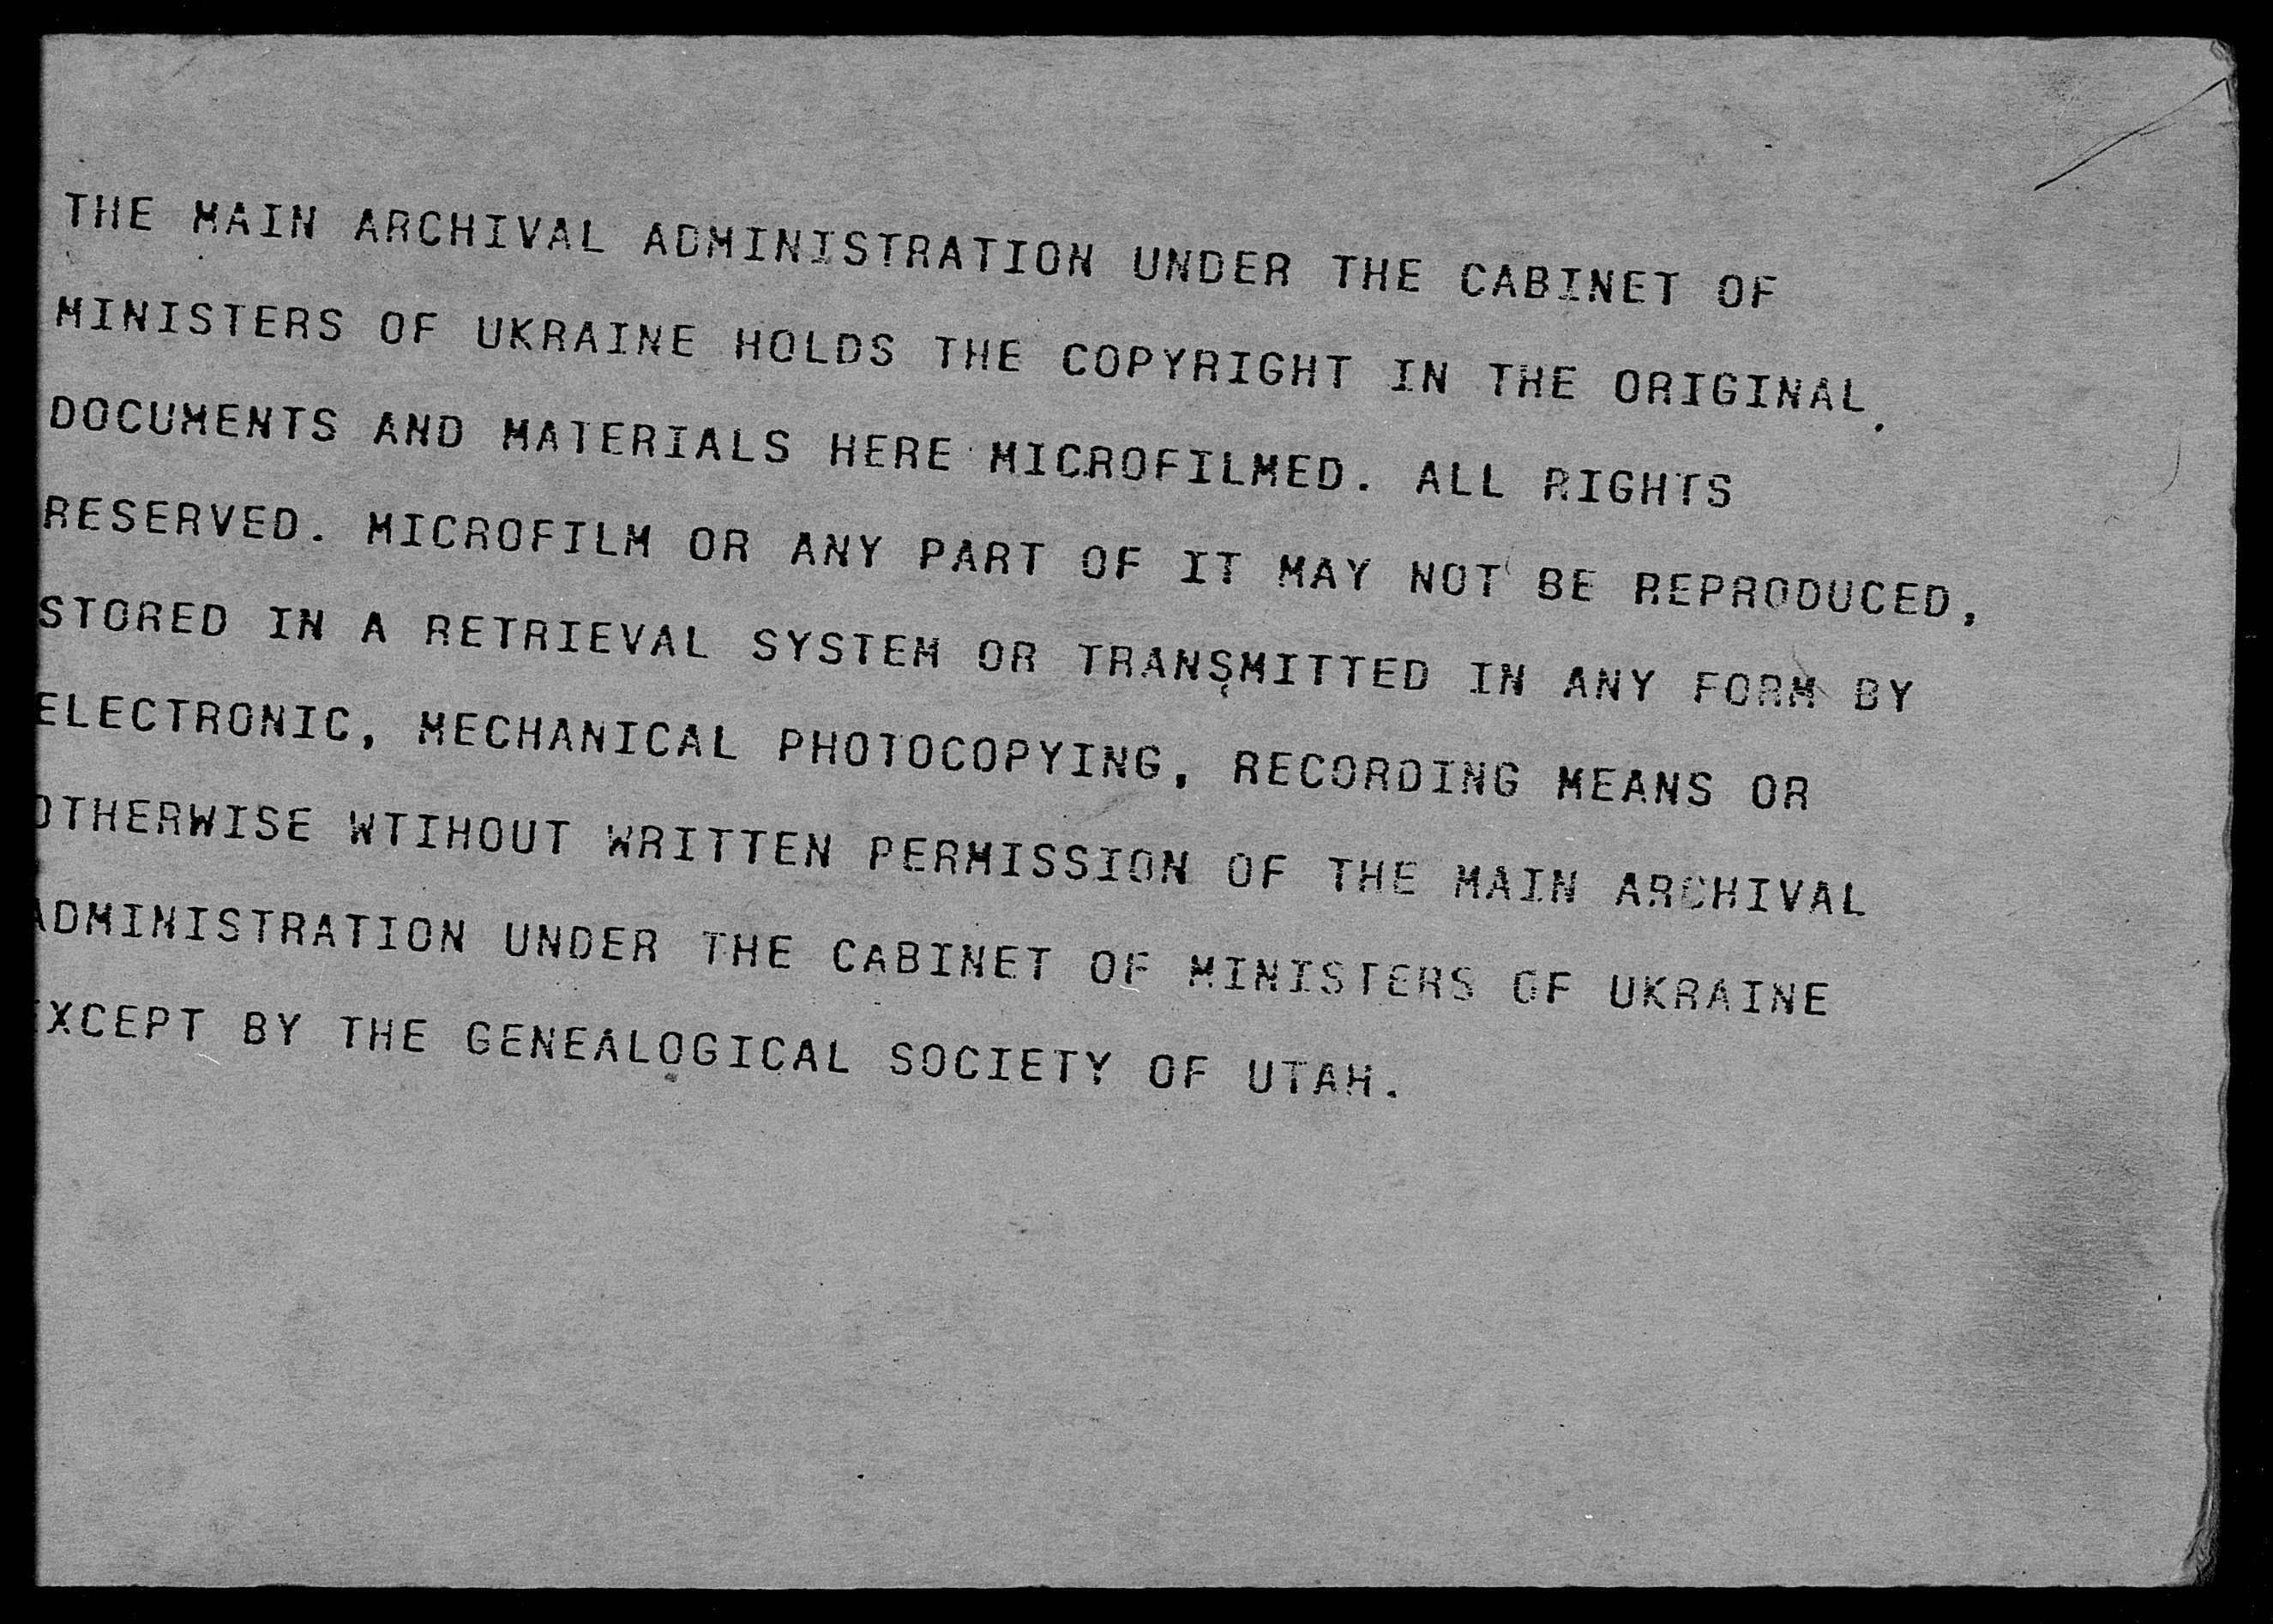 THE MAIN ARCHIVAL ADMINISTRATION UNDER THE CABINET OF
MINISTERS OF UKRAINE HOLDS THE COPYRIGHT IN THE ORIGINAL
DOCUMENTS AND MATERIALS HERE MICROFILMED. ALL RIGHTS
RESERVED. MICROFILM OR ANY PART OF IT MAY NOT BE REPRODUCED,
STORED IN A RETRIEVAL SYSTEM OR TRANSMITTED IN ANY FORM BY
ELECTRONIC, MECHANICAL PHOTOCOPYING, RECORDING MEANS OR
OTHERWISE WTIHOUT WRITTEN PERMISSION OF THE MAIN ARCHIVAL
ADMINISTRATION UNDER THE CABINET OF MINISTERS OF UKRAINE
EXCEPT BY THE GENEALOGICAL SOCIETY OF UTAH.